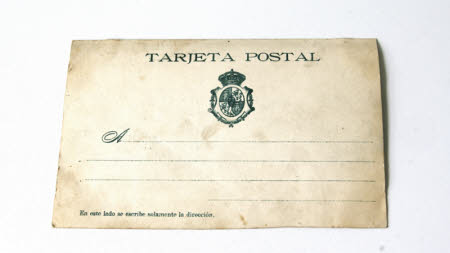 TARJETA POSTAL
A
En este lado se escribe solamente la dirección.